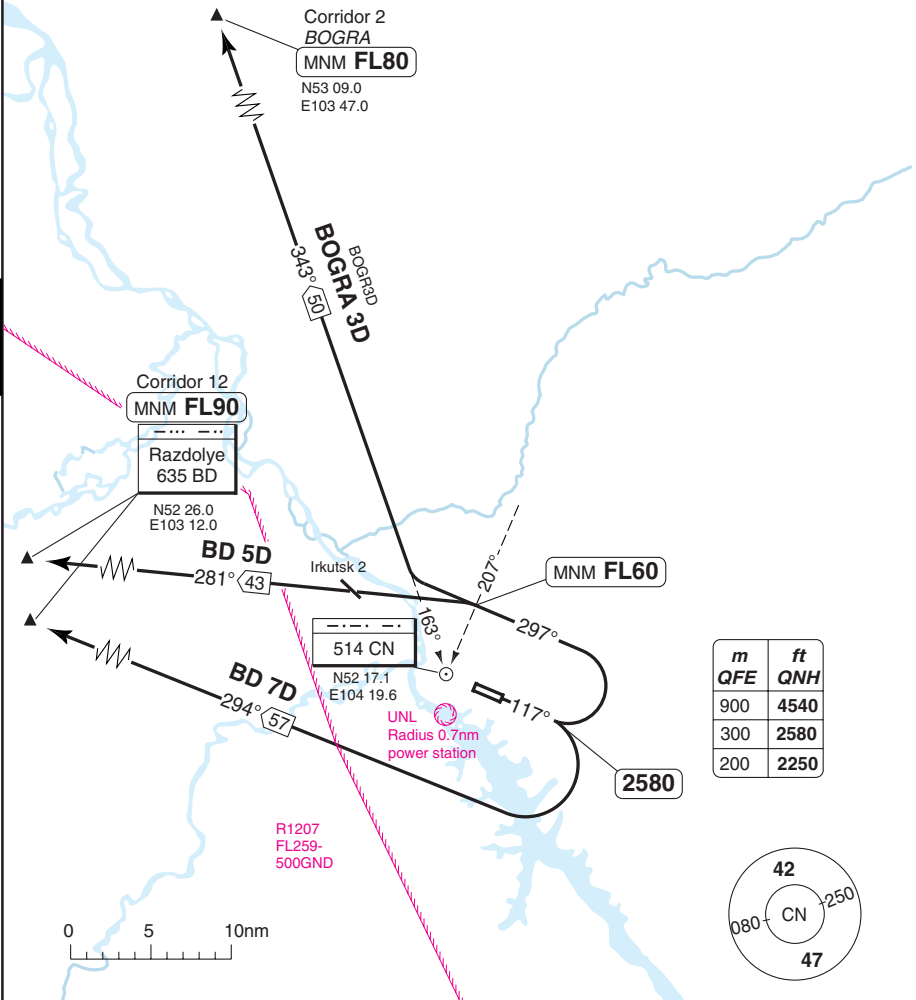 Corridor 2
BOGRA
MNM FL80
N53 09.0
E103 47.0
BOGR3D
BOGRA 3D
343° 50
Corridor 12
MNM FL90
Razdolye
635 BD
N52 26.0
E103 12.0
BD 5D
281° 43
Irkutsk 2
207°
MNM FL60
163°
297°
514 CN
N52 17.1
E104 19.6
BD 7D
294° 57
117°
UNL
Radius 0.7nm
power station
2580
m ft
QFE QNH
900 4540
300 2580
200 2250
R1207
FL259-
500GND
0 5 10nm
42
250
CN
080
47